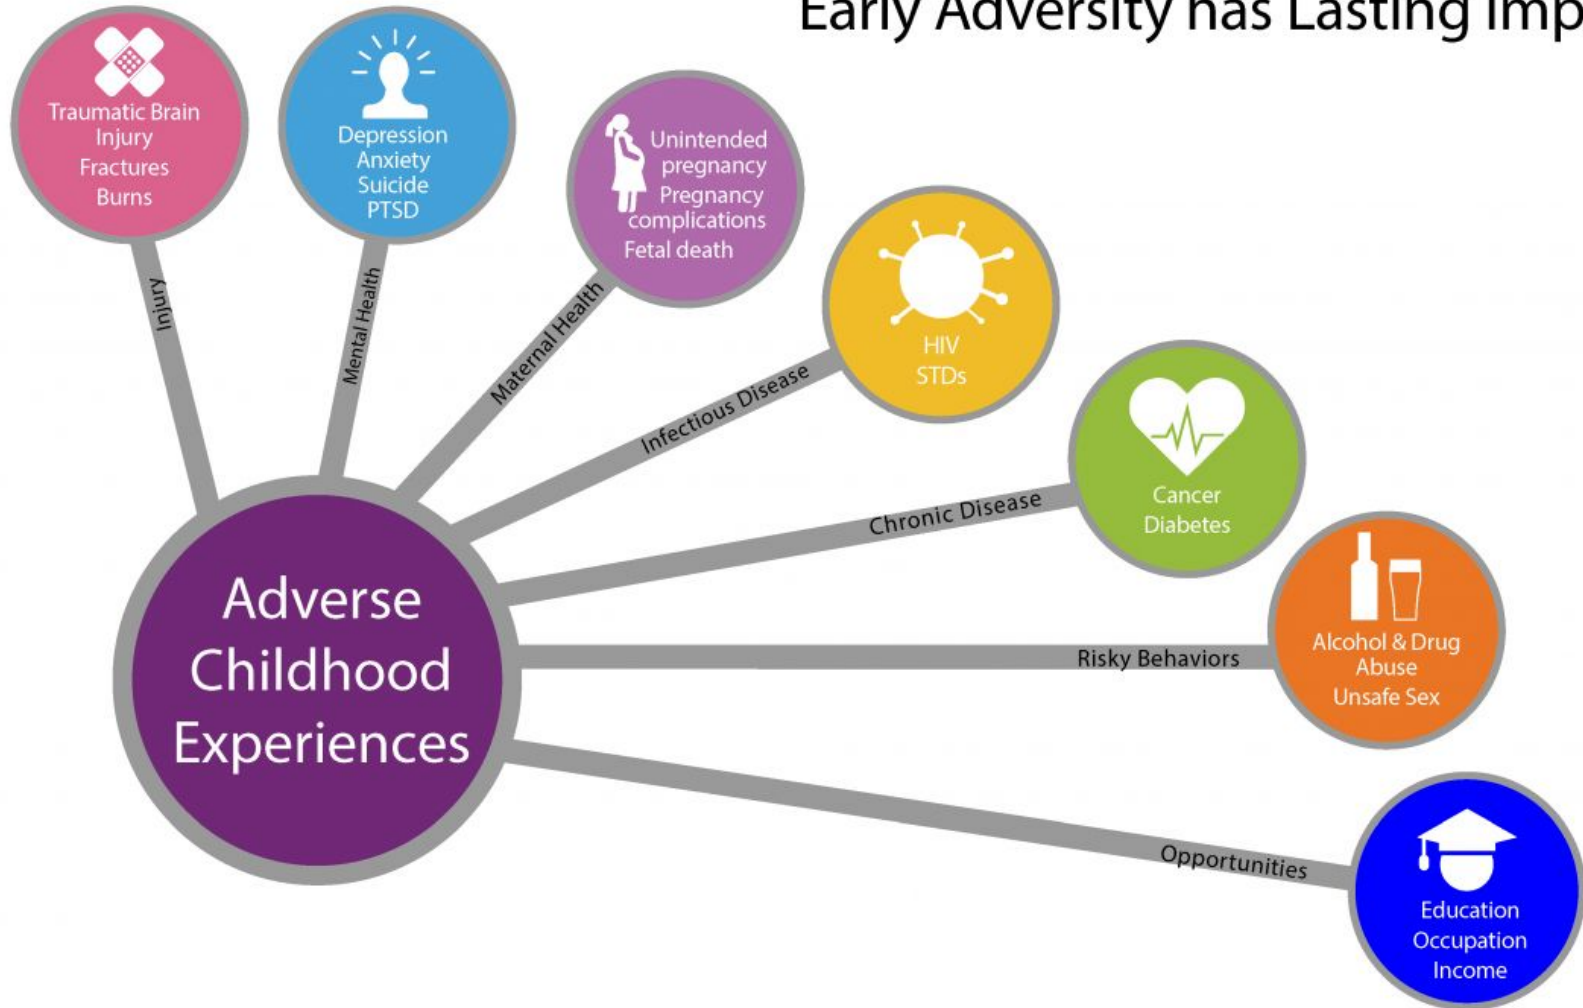 Early Adversity has Lasting Imp
Traumatic Brain
Injury
Fractures
Burns
Depression
Anxiety
Suicide
PTSD
Unintended
pregnancy
Pregnancy
complications
Fetal death
HIV
STDs
Cancer
Diabetes
Alcohol & Drug
Abuse
Unsafe Sex
Education
Occupation
Income
Injury
Mental Health
Maternal Health
Infectious Disease
Chronic Disease
Risky Behaviors
Opportunities
Adverse
Childhood
Experiences